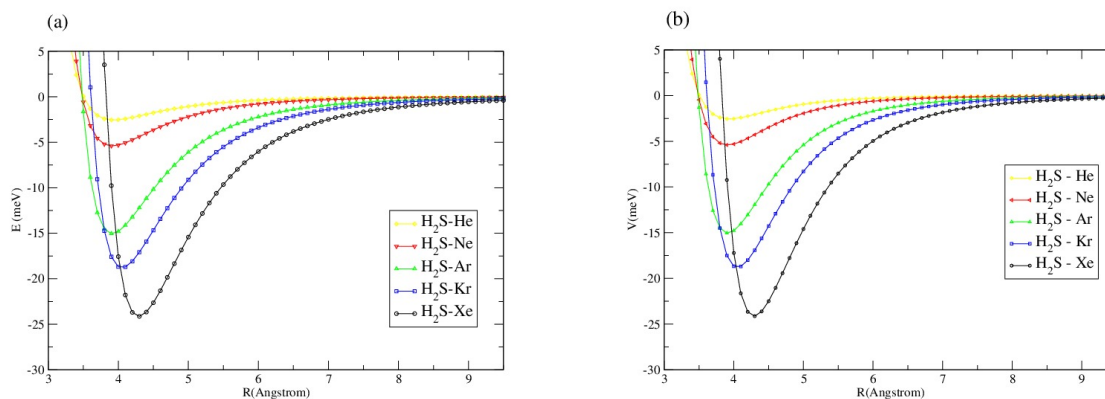 (a)
5
0
-5
-10
-15
-20
-25
-30
E (meV)
3
4
5
6
7
8
9
R(Angstrom)
H₂S-He
H₂S-Ne
H₂S-Ar
H₂S-Kr
H₂S-Xe
(b)
5
0
-5
-10
-15
-20
-25
-30
V(meV)
3
4
5
6
7
8
9
R(Angstrom)
H₂S - He
H₂S - Ne
H₂S - Ar
H₂S - Kr
H₂S - Xe